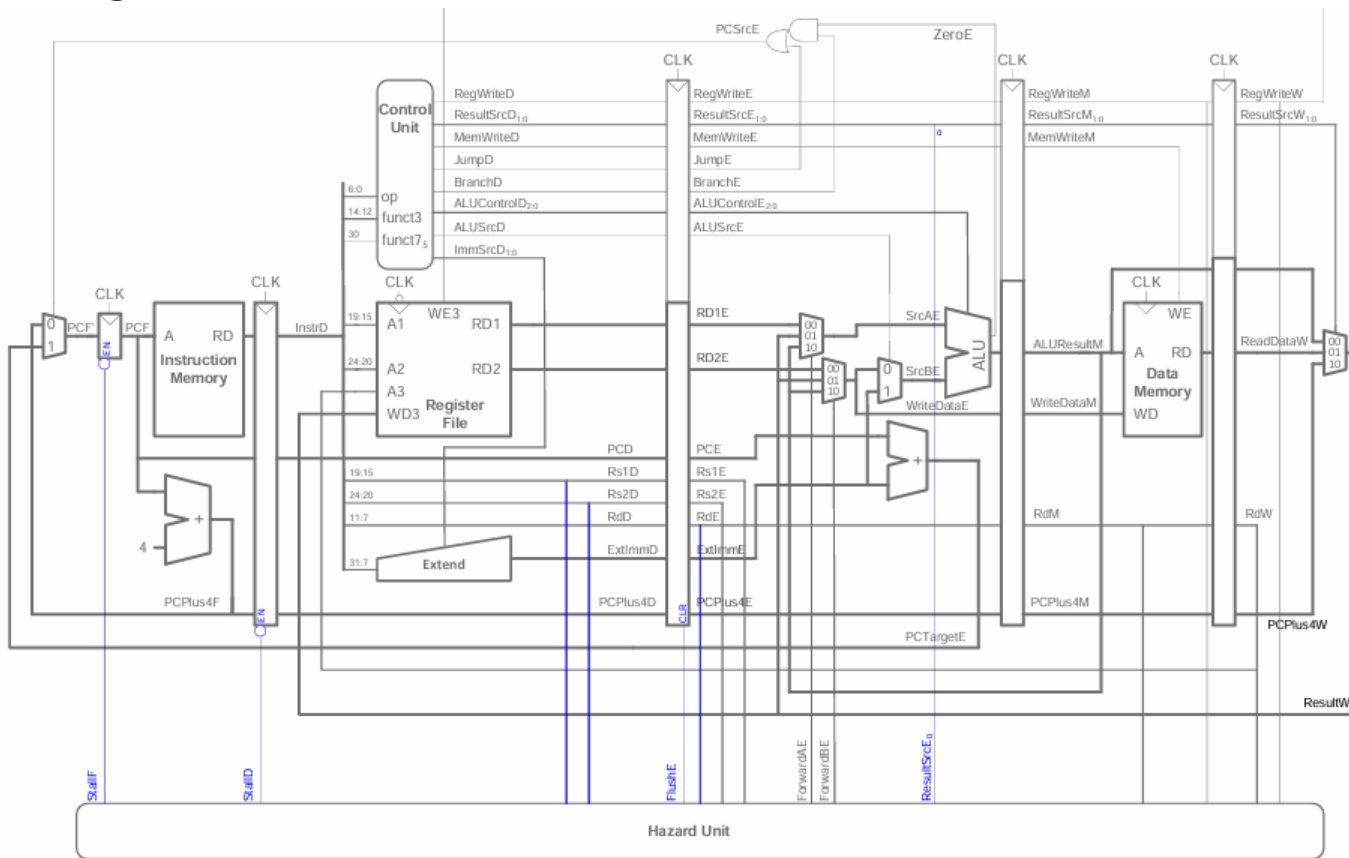 PCSrcE
ZeroE
CLK
CLK
CLK
Control
Unit
RegWriteD
RegWriteE
RegWriteM
RegWriteW
ResultSrcD1:0
ResultSrcE1:0
0
ResultSrcM1:0
ResultSrcW1:0
MemWriteD
MemWriteE
MemWriteM
JumpD
JumpE
BranchD
BranchE
6:0
op
14:12
funct3
30
funct75
ALUControlD2:0
ALUControlE2:0
ALUSrcD
ALUSrcE
ImmSrcD1:0
CLK
CLK
CLK
CLK
0
1
PCF'
EN
PCF
A RD
Instruction
Memory
InstrD
19:15
A1
WE3
RD1
24:20
A2
RD2
A3
WD3
Register
File
RD1E
RD2E
00
01
10
00
01
10
0
1
SrcAE
SrcBE
ALU
WriteDataE
ALUResultM
WriteDataM
WE
A RD
Data
Memory
WD
ReadDataW
00
01
10
PCD
PCE
+
19:15
Rs1D
Rs1E
24:20
Rs2D
Rs2E
11:7
RdD
RdE
RdM
RdW
4
+
31:7
Extend
ExtImmD
ExtImmE
PCPlus4F
EN
PCPlus4D
CLR
PCPlus4E
PCPlus4M
PCPlus4W
PCTargetE
ResultW
StallF
StallD
FlushE
ForwardAE
ForwardBE
ResultSrcE0
Hazard Unit